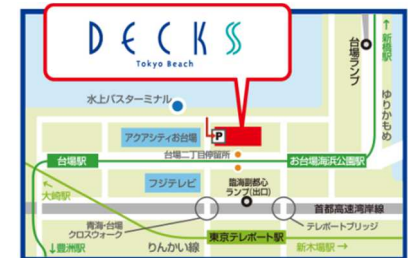 DECKS
Tokyo Beach
↑新橋駅
台場ランプ
ゆりかもめ
水上バスターミナル
アクアシティお台場
P
台場二丁目停留所
台場駅
お台場海浜公園駅
フジテレビ
臨海副都心
ランプ(出口)
大崎駅
首都高速湾岸線
青海・台場
クロスウォーク
テレポートブリッジ
東京テレポート駅
↓豊洲駅
りんかい線
新木場駅→